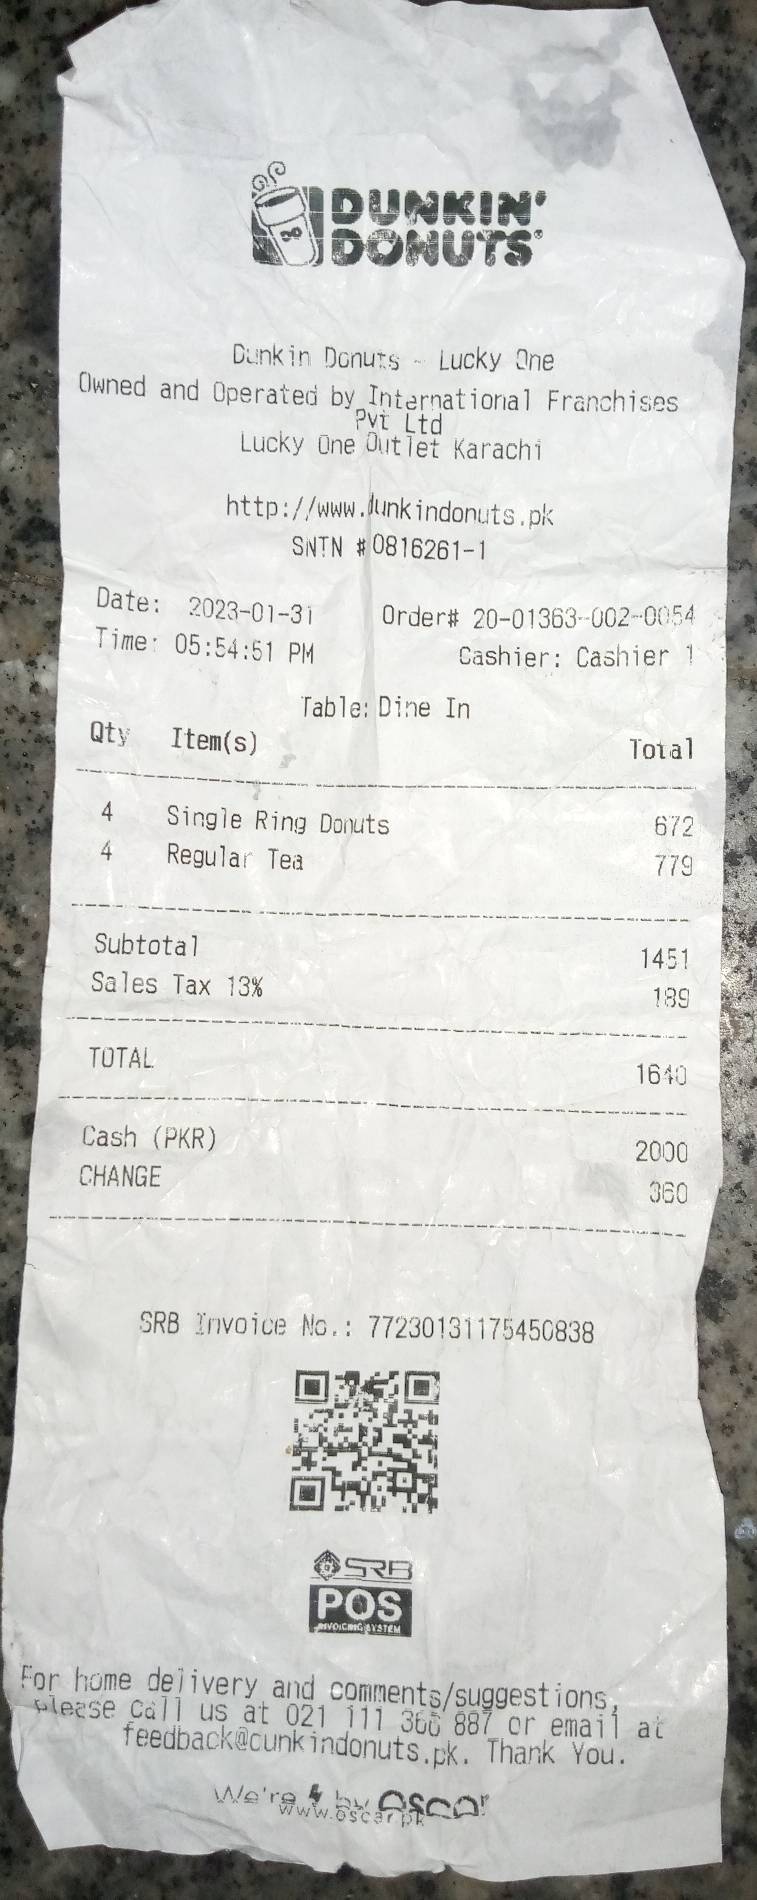 DUNKIN'
DONUTS®
Dunkin Donuts - Lucky One
Owned and Operated by International Franchises
Pvt Ltd
Lucky One Outlet Karachi
http://www.dunkindonuts.pk
SNTN # 0816261-1
Date: 2023-01-31 Order# 20-01363-002-0054
Time: 05:54:51 PM Cashier: Cashier 1
Table: Dine In
Qty Item(s) Total
4 Single Ring Donuts 672
4 Regular Tea 779
Subtotal 1451
Sales Tax 13% 189
TOTAL 1640
Cash (PKR) 2000
CHANGE 360
SRB Invoice No.: 77230131175450838
SRB
POS
INVOICING SYSTEM
For home delivery and comments/suggestions,
please call us at 021 111 366 887 or email at
feedback@dunkindonuts.pk. Thank You.
We're by Oscar
www.oscar.pk